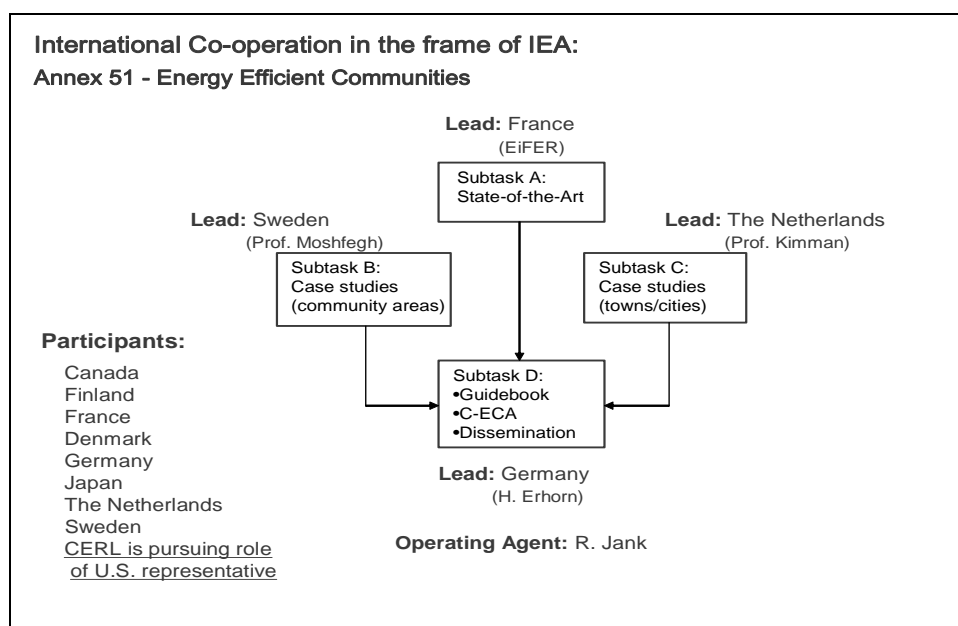 International Co-operation in the frame of IEA:
Annex 51 - Energy Efficient Communities
Lead: France
(EiFER)
Subtask A:
State-of-the-Art
Lead: Sweden
(Prof. Moshfegh)
Subtask B:
Case studies
(community areas)
Lead: The Netherlands
(Prof. Kimman)
Subtask C:
Case studies
(towns/cities)
Participants:
Canada
Finland
France
Denmark
Germany
Japan
The Netherlands
Sweden
CERL is pursuing role
of U.S. representative
Subtask D:
•Guidebook
•C-ECA
•Dissemination
Lead: Germany
(H. Erhorn)
Operating Agent: R. Jank